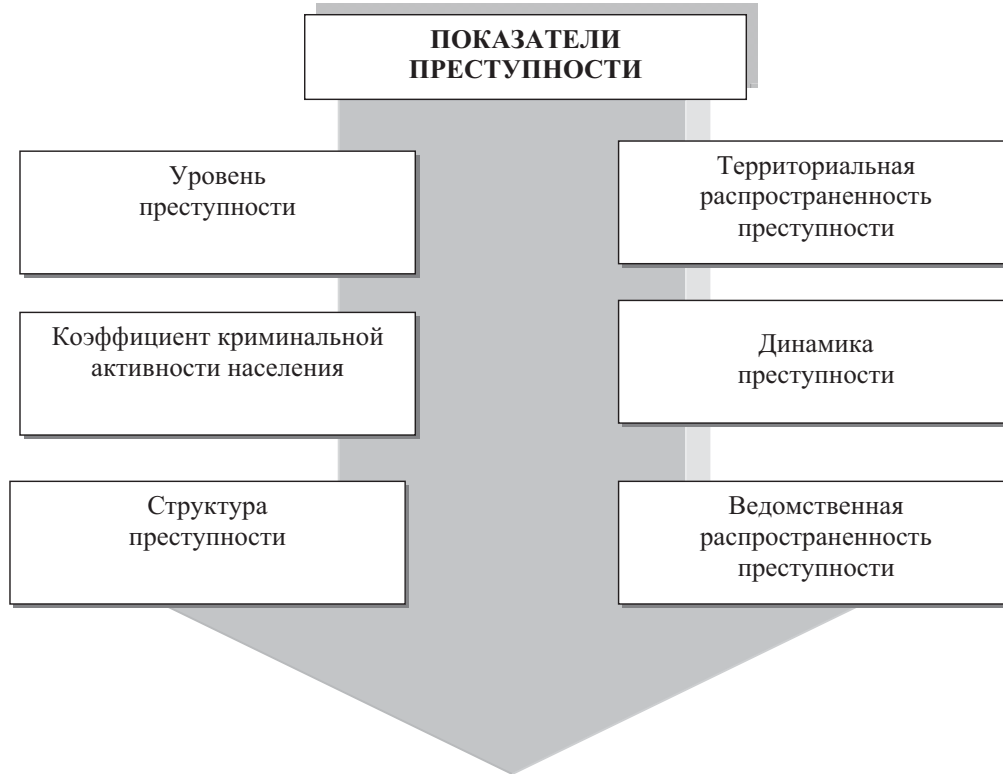 ПОКАЗАТЕЛИ
ПРЕСТУПНОСТИ
Уровень
преступности
Территориальная
распространенность
преступности
Коэффициент криминальной
активности населения
Динамика
преступности
Структура
преступности
Ведомственная
распространенность
преступности